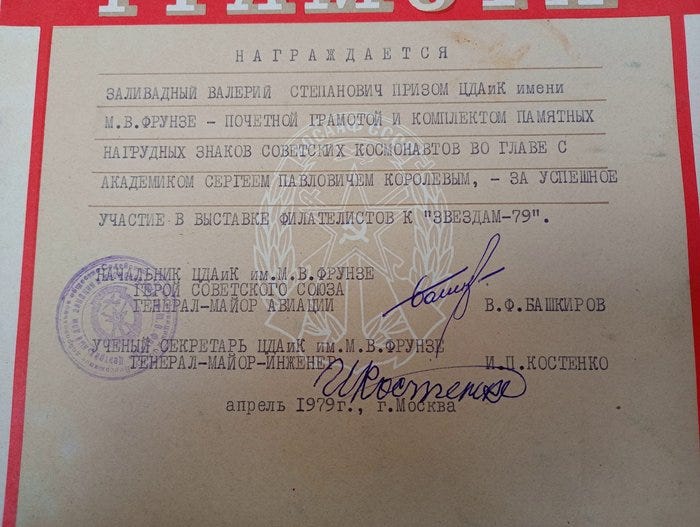 ГРАМОТА
НАГРАЖДАЕТСЯ
ЗАЛИВАДНЫЙ ВАЛЕРИЙ СТЕПАНОВИЧ ПРИЗОМ ЦДАиК имени
М.В.ФРУНЗЕ - ПОЧЕТНОЙ ГРАМОТОЙ И КОМПЛЕКТОМ ПАМЯТНЫХ
НАГРУДНЫХ ЗНАКОВ СОВЕТСКИХ КОСМОНАВТОВ ВО ГЛАВЕ С
АКАДЕМИКОМ СЕРГЕЕМ ПАВЛОВИЧЕМ КОРОЛЕВЫМ, - ЗА УСПЕШНОЕ
УЧАСТИЕ В ВЫСТАВКЕ ФИЛАТЕЛИСТОВ К "ЗВЕЗДАМ-79".
НАЧАЛЬНИК ЦДАиК им.М.В.ФРУНЗЕ
ГЕРОЙ СОВЕТСКОГО СОЮЗА
ГЕНЕРАЛ-МАЙОР АВИАЦИИ
В.Ф.БАШКИРОВ
УЧЕНЫЙ СЕКРЕТАРЬ ЦДАиК им.М.В.ФРУНЗЕ
ГЕНЕРАЛ-МАЙОР-ИНЖЕНЕР
И.П.КОСТЕНКО
ИКостенко
апрель 1979г., г.Москва